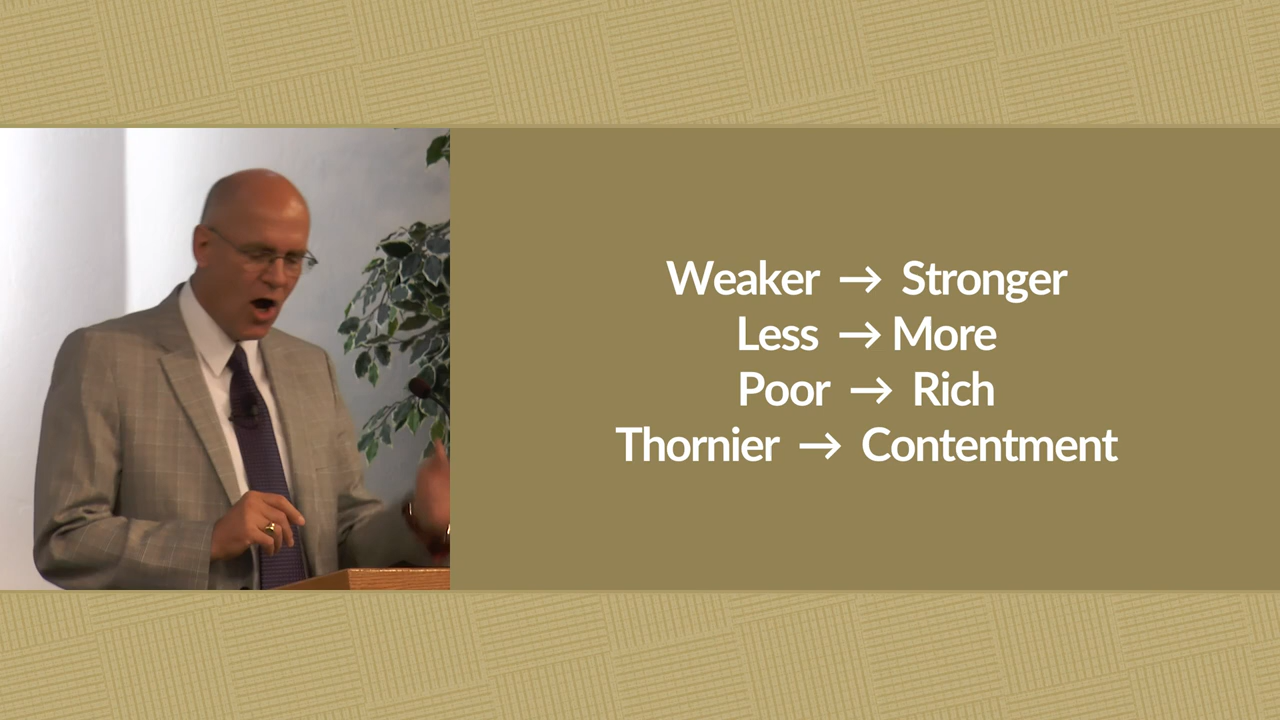 Weaker → Stronger
Less → More
Poor → Rich
Thornier → Contentment